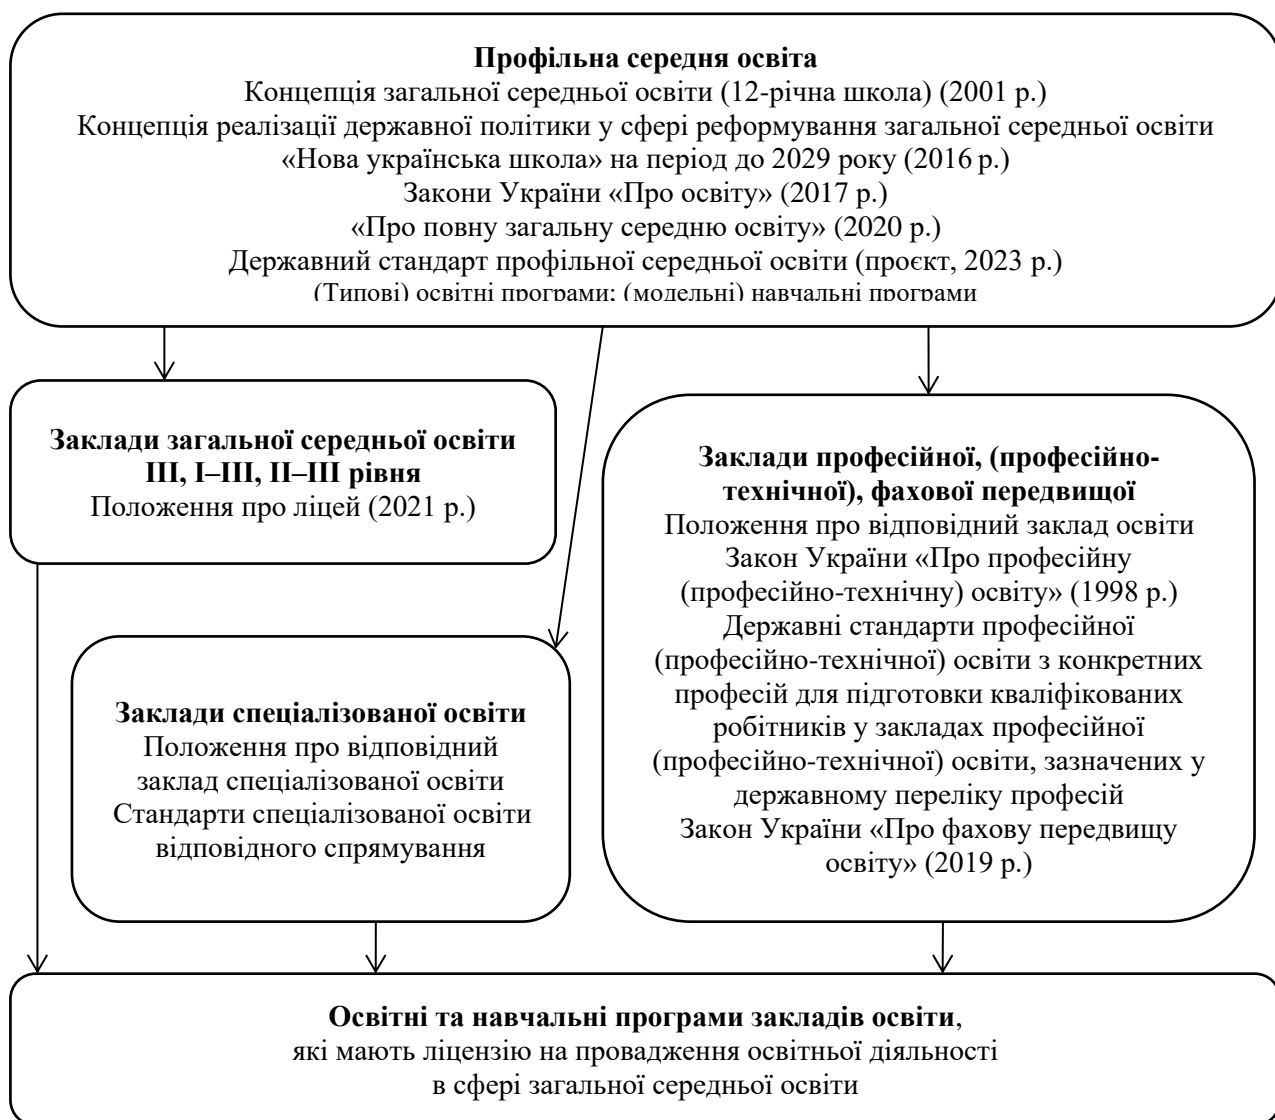 Профільна середня освіта
Концепція загальної середньої освіти (12-річна школа) (2001 р.)
Концепція реалізації державної політики у сфері реформування загальної середньої освіти
«Нова українська школа» на період до 2029 року (2016 р.)
Закони України «Про освіту» (2017 р.)
«Про повну загальну середню освіту» (2020 р.)
Державний стандарт профільної середньої освіти (проєкт, 2023 р.)
(Типові) освітні програми; (модельні) навчальні програми
Заклади загальної середньої освіти
ІІІ, І–ІІІ, ІІ–ІІІ рівня
Положення про ліцей (2021 р.)
Заклади спеціалізованої освіти
Положення про відповідний
заклад спеціалізованої освіти
Стандарти спеціалізованої освіти
відповідного спрямування
Заклади професійної, (професійно-
технічної), фахової передвищої
Положення про відповідний заклад освіти
Закон України «Про професійну
(професійно-технічну) освіту» (1998 р.)
Державні стандарти професійної
(професійно-технічної) освіти з конкретних
професій для підготовки кваліфікованих
робітників у закладах професійної
(професійно-технічної) освіти, зазначених у
державному переліку професій
Закон України «Про фахову передвищу
освіту» (2019 р.)
Освітні та навчальні програми закладів освіти,
які мають ліцензію на провадження освітньої діяльності
в сфері загальної середньої освіти